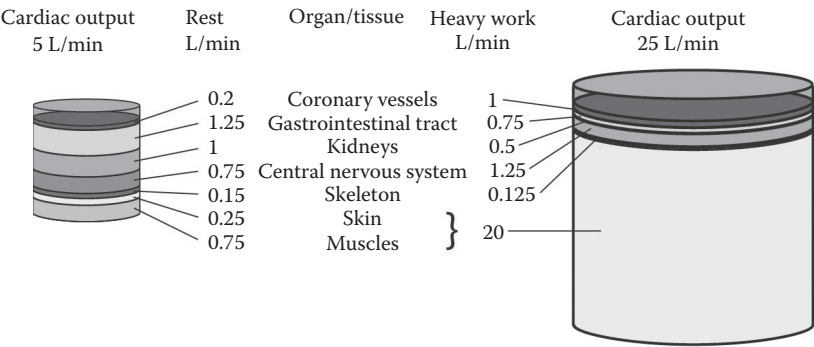 Cardiac output Rest Organ/tissue Heavy work Cardiac output
5 L/min L/min L/min 25 L/min
0.2 Coronary vessels 1
1.25 Gastrointestinal tract 0.75
1 Kidneys 0.5
0.75 Central nervous system 1.25
0.15 Skeleton 0.125
0.25 Skin
0.75 Muscles } 20